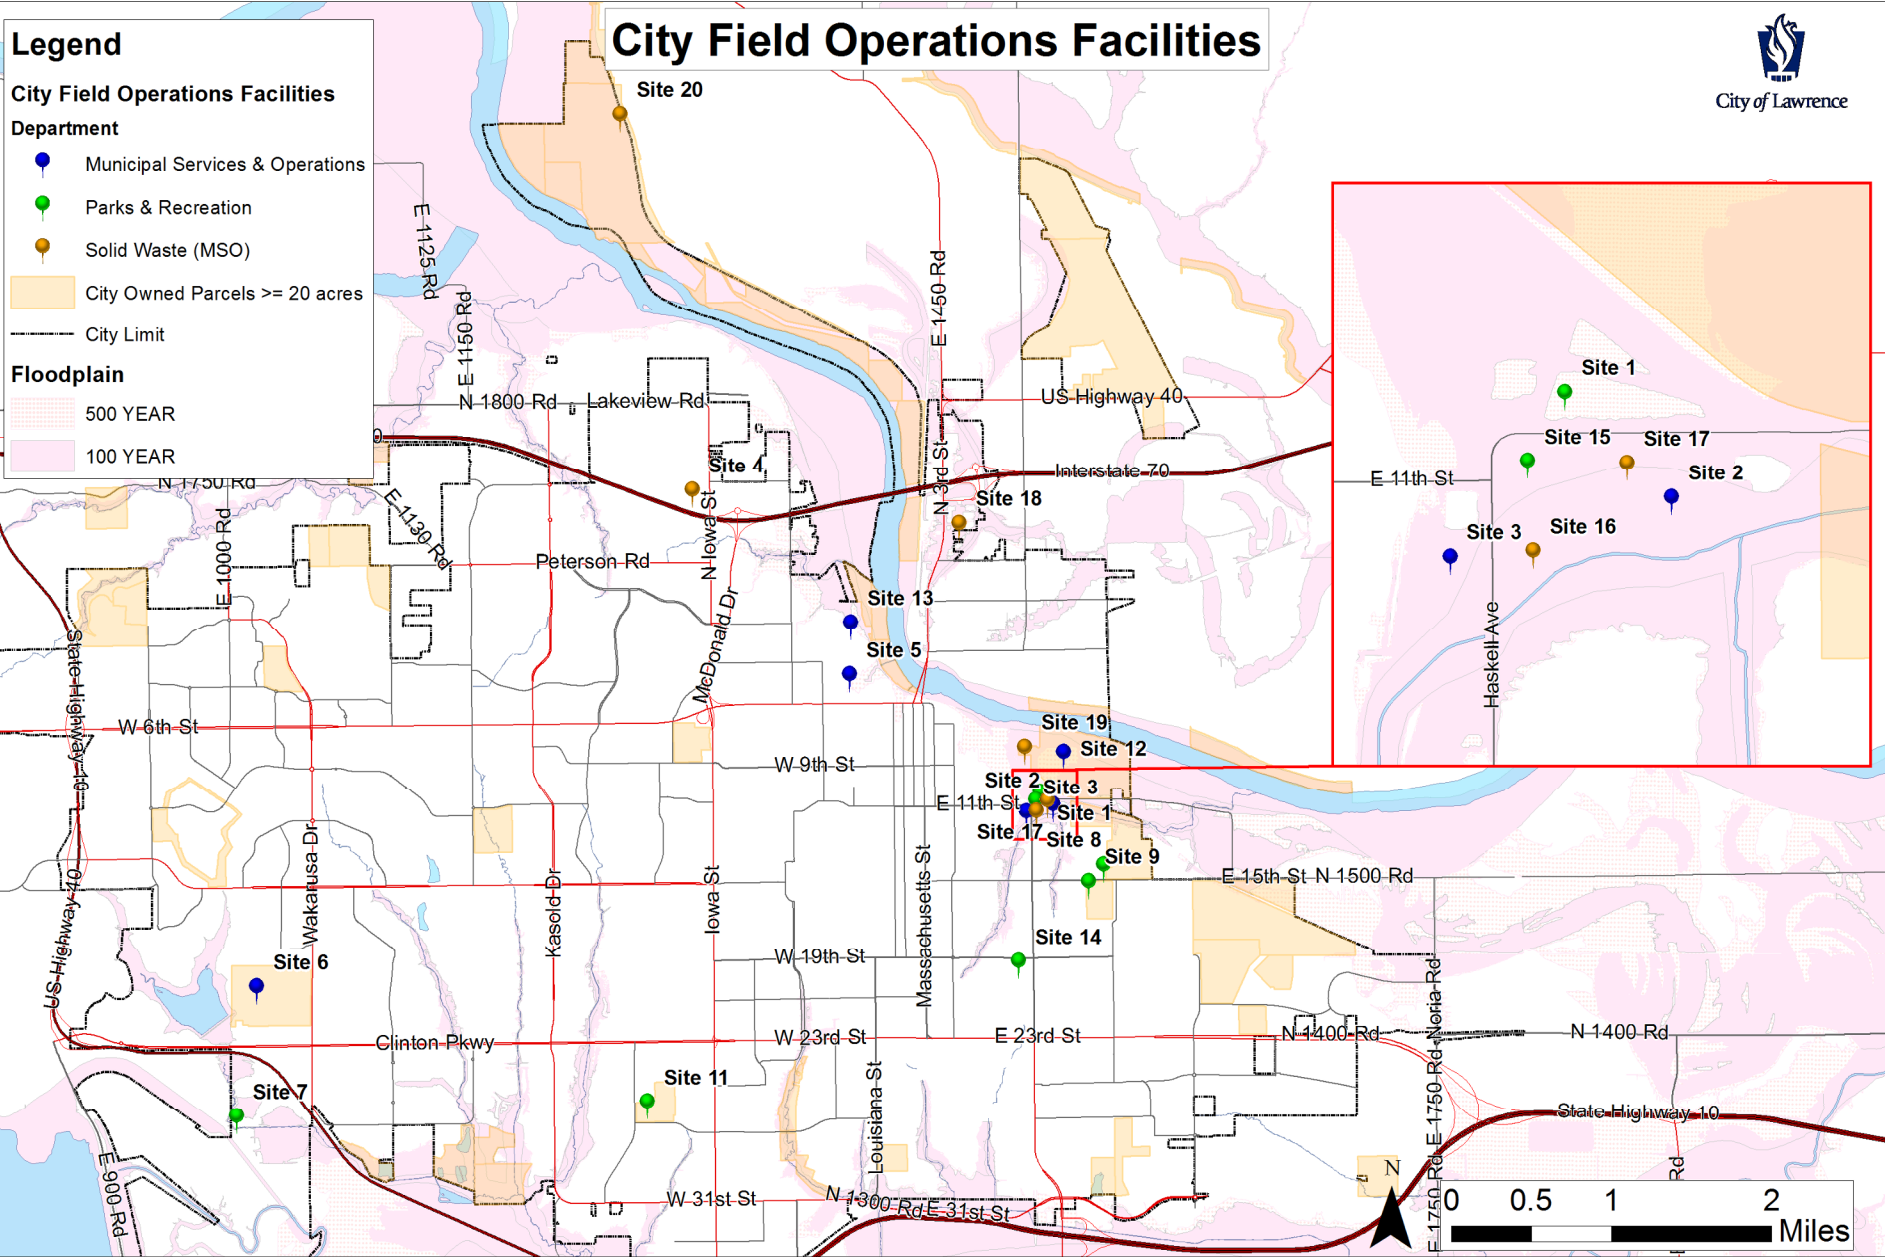 City Field Operations Facilities
City of Lawrence
Legend
City Field Operations Facilities
Department
Municipal Services & Operations
Parks & Recreation
Solid Waste (MSO)
City Owned Parcels >= 20 acres
City Limit
Floodplain
500 YEAR
100 YEAR
Site 20
E 1125 Rd
E 1150 Rd
E 1450 Rd
N 1800 Rd
Lakeview Rd
US Highway 40
0
Site 4
Interstate 70
N 1750 Rd
N 3rd St
Site 18
E 1130 Rd
E 1000 Rd
Peterson Rd
N Iowa St
McDonald Dr
Site 13
Site 5
State Highway 10
W 6th St
Site 19
Site 12
W 9th St
Site 2
Site 3
E 11th St
Site 1
Site 17
Site 8
Site 9
E 15th St
N 1500 Rd
Wakarusa Dr
Kasold Dr
Iowa St
Massachusetts St
US Highway 40
Site 6
Site 14
W 19th St
Clinton Pkwy
W 23rd St
E 23rd St
N 1400 Rd
Noria Rd
N 1400 Rd
Site 7
Site 11
Louisiana St
E 1750 Rd
State Highway 10
E 900 Rd
W 31st St
N 1300 Rd
E 31st St
E 1750 Rd
Rd
N
0 0.5 1 2
Miles
Site 1
Site 15
Site 17
E 11th St
Site 2
Site 3
Site 16
Haskell Ave